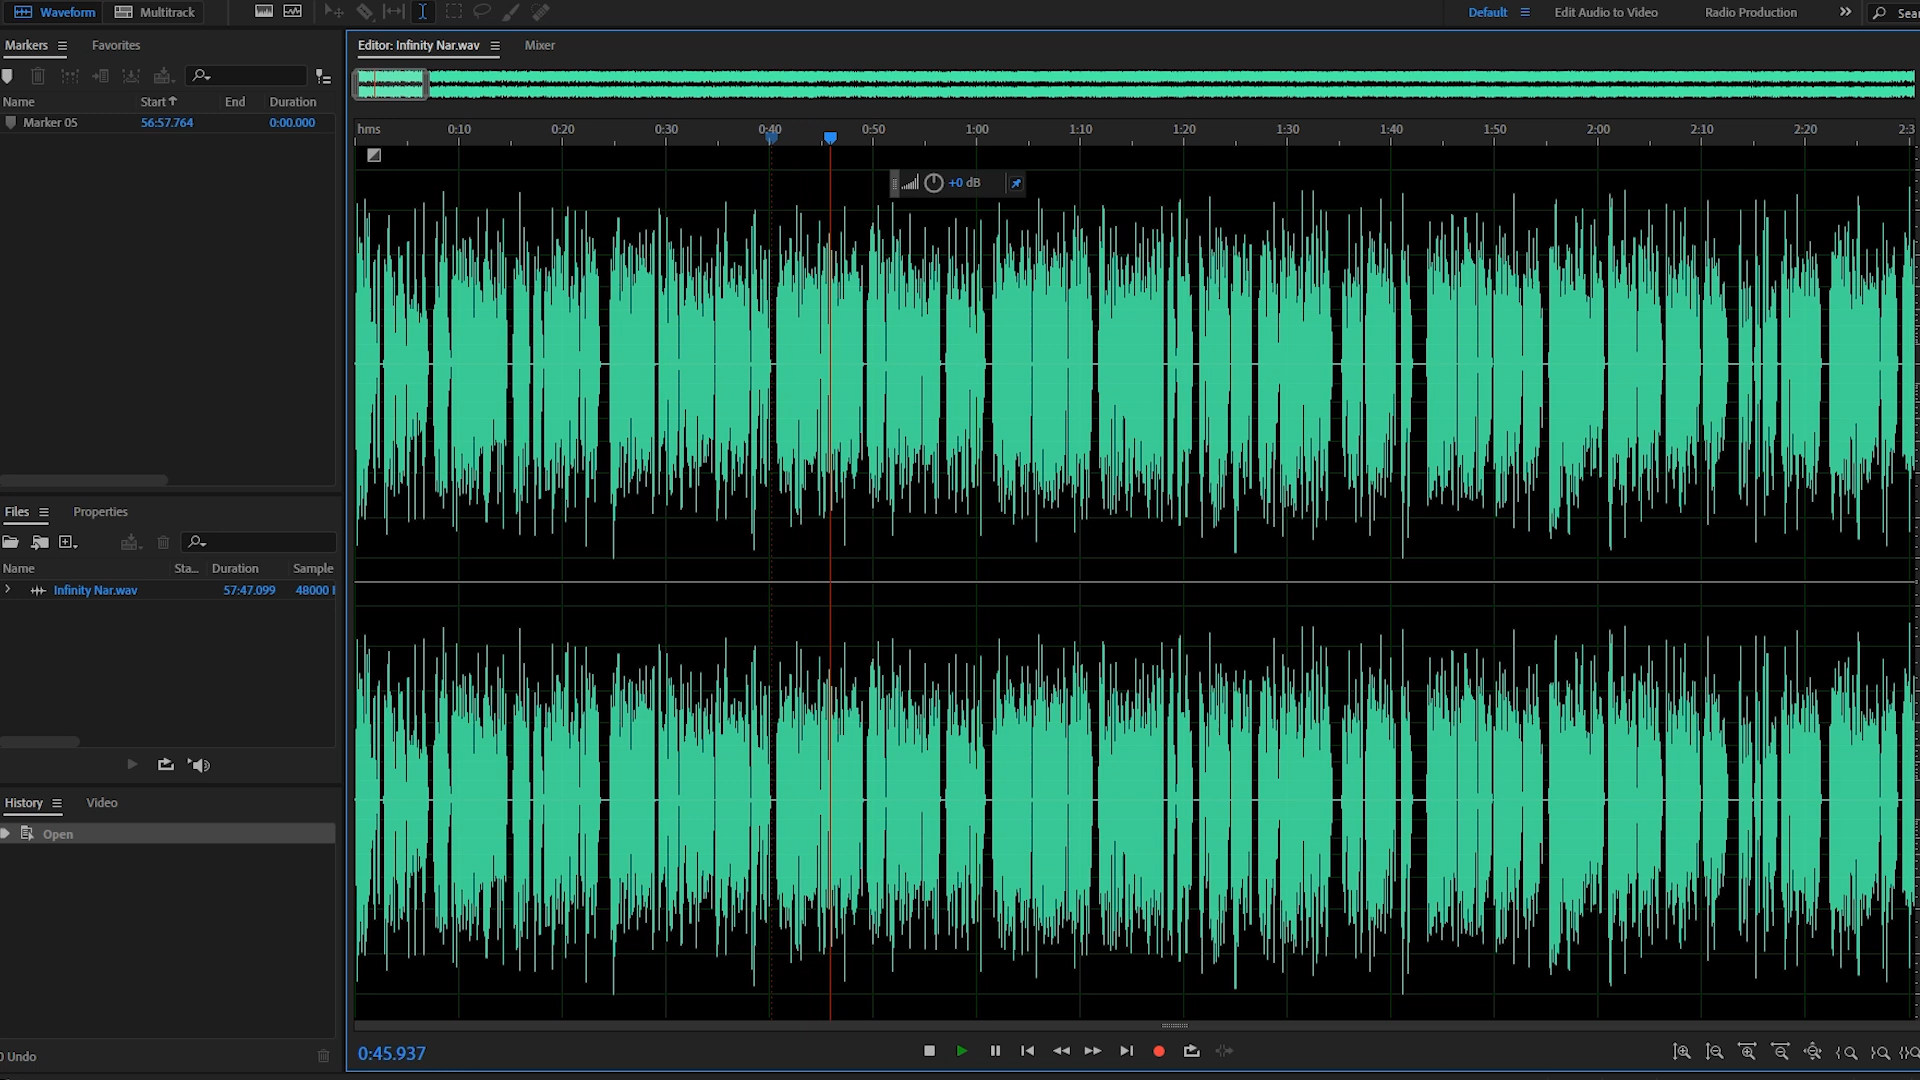 Waveform Multitrack Default Edit Audio to Video Radio Production
Markers Favorites
Name Start End Duration
Marker 05 56:57.764 0:00.000
Files Properties
Name Sta... Duration Sample
Infinity Nar.wav 57:47.099 48000
History Video
Open
0 Undo
Editor: Infinity Nar.wav Mixer
hms 0:10 0:20 0:30 0:40 0:50 1:00 1:10 1:20 1:30 1:40 1:50 2:00 2:10 2:20 2:3
+0 dB
0:45.937